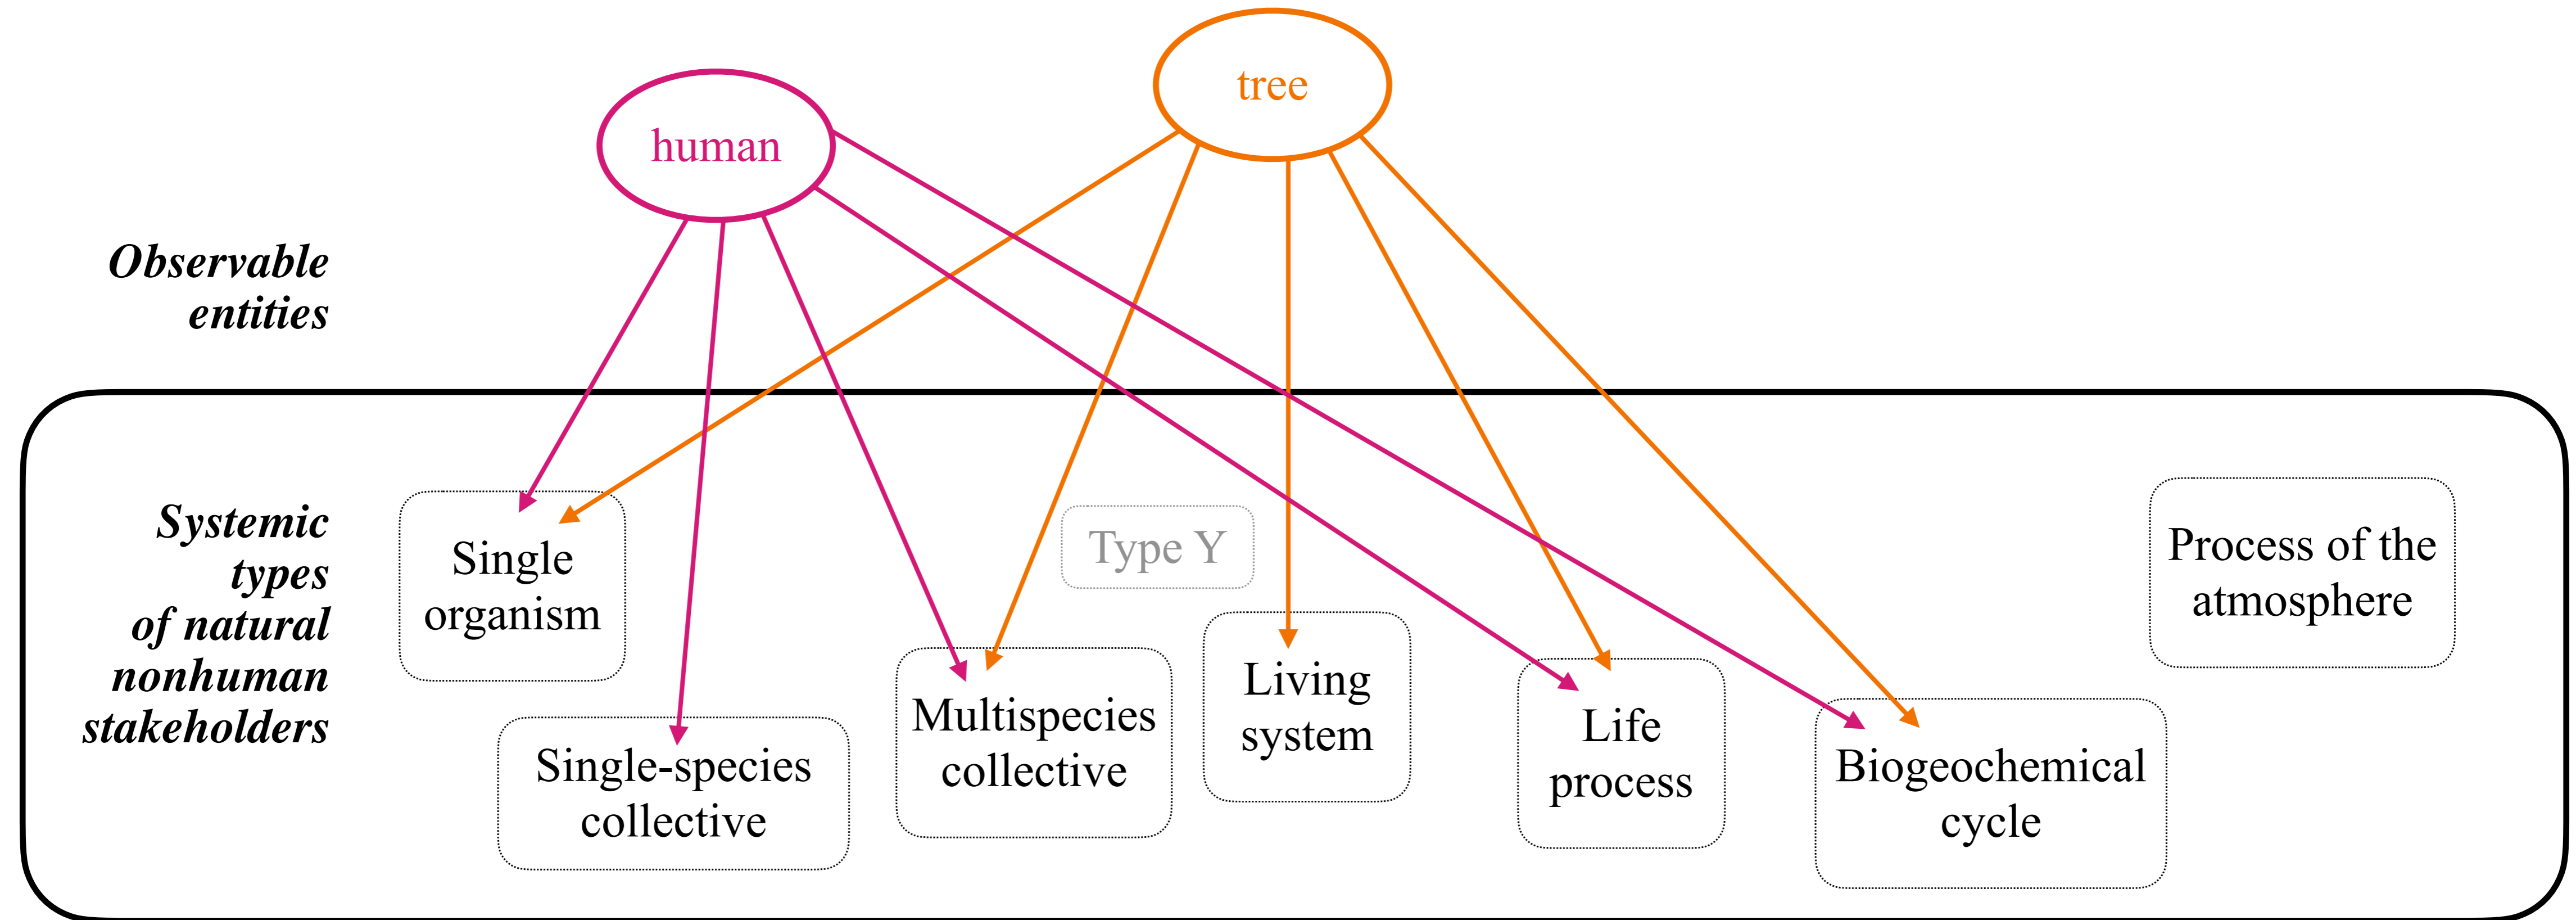 tree
human
Observable
entities
Systemic
types
of natural
nonhuman
stakeholders
Single
organism
Single-species
collective
Multispecies
collective
Type Y
Living
system
Life
process
Biogeochemical
cycle
Process of the
atmosphere